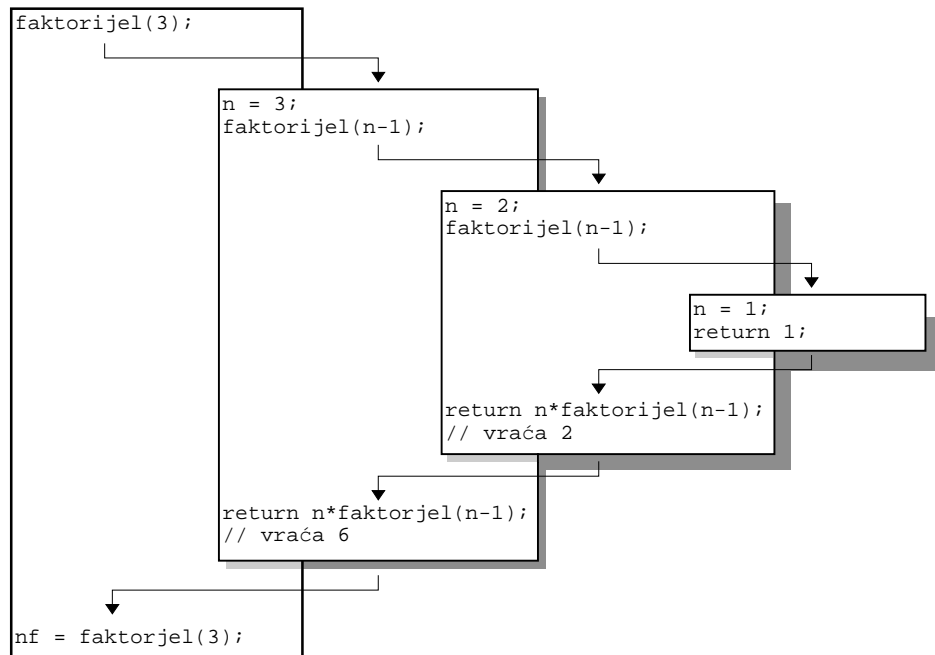 faktorijel(3);
n = 3;
faktorijel(n-1);
n = 2;
faktorijel(n-1);
n = 1;
return 1;
return n*faktorijel(n-1);
// vraća 2
return n*faktorjel(n-1);
// vraća 6
nf = faktorjel(3);